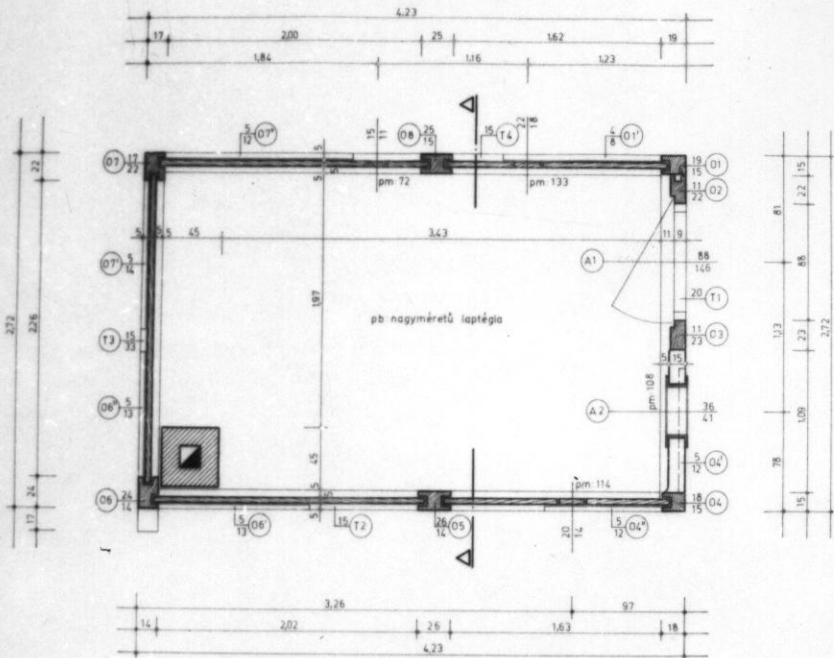 4,23
17 2,00 25 1,62 19
1,84 1,16 1,23
5 12 07" 15 11 08 25 15 15 T4 22 18 4 8 01'
07 17 22 5 5 19 15 01
pm: 72 pm: 133 11 22 02
5 5 5 45 3,43 11 9
07' 5 14 A1 88 146
1,97 20 T1
pb nagyméretű laptégla
T3 15 33 11 23 03
5 15
pm 108
06" 5 13 A2 36 41
45 5 12 04'
pm: 114
06 24 14 5 5 18 15 04
5 13 06' 15 T2 26 14 05 20 14 5 12 04"
2,72 22 2,26 24 17
81 1,13 78
15 22 88 23 1,09 15
2,72
3,26 97
14 2,02 26 1,63 18
4,23